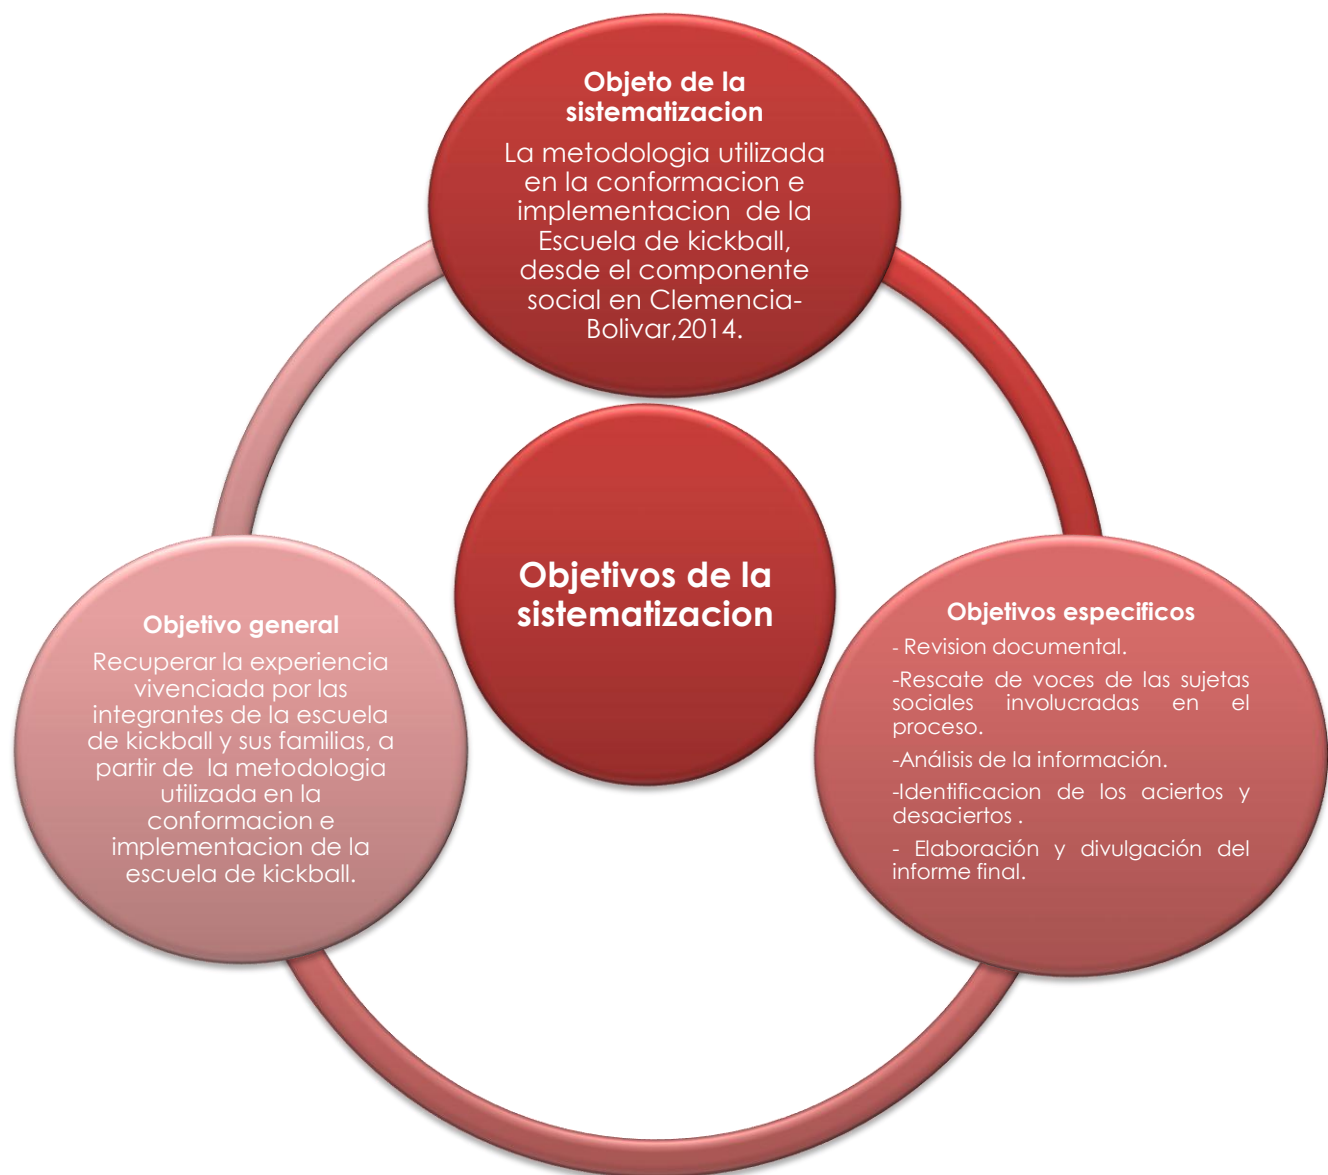 Objeto de la
sistematizacion
La metodologia utilizada
en la conformacion e
implementacion de la
Escuela de kickball,
desde el componente
social en Clemencia-
Bolivar,2014.
Objetivos de la
sistematizacion
Objetivo general
Recuperar la experiencia
vivenciada por las
integrantes de la escuela
de kickball y sus familias, a
partir de la metodologia
utilizada en la
conformacion e
implementacion de la
escuela de kickball.
Objetivos especificos
- Revision documental.
-Rescate de voces de las sujetas
sociales involucradas en el
proceso.
-Análisis de la información.
-Identificacion de los aciertos y
desaciertos .
- Elaboración y divulgación del
informe final.